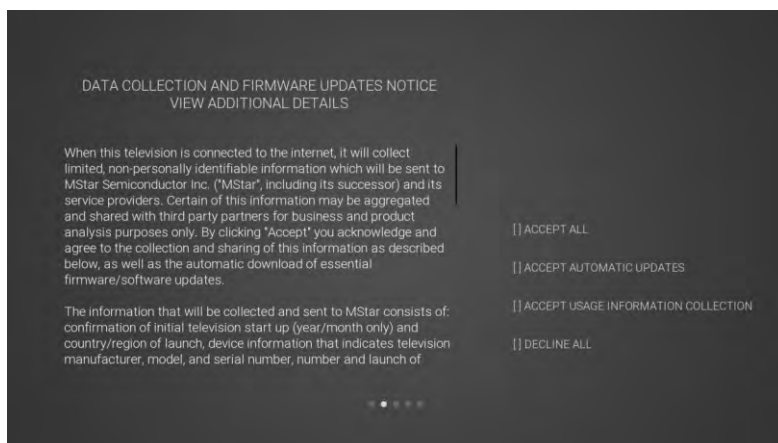 DATA COLLECTION AND FIRMWARE UPDATES NOTICE
VIEW ADDITIONAL DETAILS
When this television is connected to the internet, it will collect
limited, non-personally identifiable information which will be sent to
MStar Semiconductor Inc. ("MStar", including its successor) and its
service providers. Certain of this information may be aggregated
and shared with third party partners for business and product
analysis purposes only. By clicking "Accept" you acknowledge and
agree to the collection and sharing of this information as described
below, as well as the automatic download of essential
firmware/software updates.
The information that will be collected and sent to MStar consists of:
confirmation of initial television start up (year/month only) and
country/region of launch, device information that indicates television
manufacturer, model, and serial number, number and launch of
[ ] ACCEPT ALL
[ ] ACCEPT AUTOMATIC UPDATES
[ ] ACCEPT USAGE INFORMATION COLLECTION
[ ] DECLINE ALL